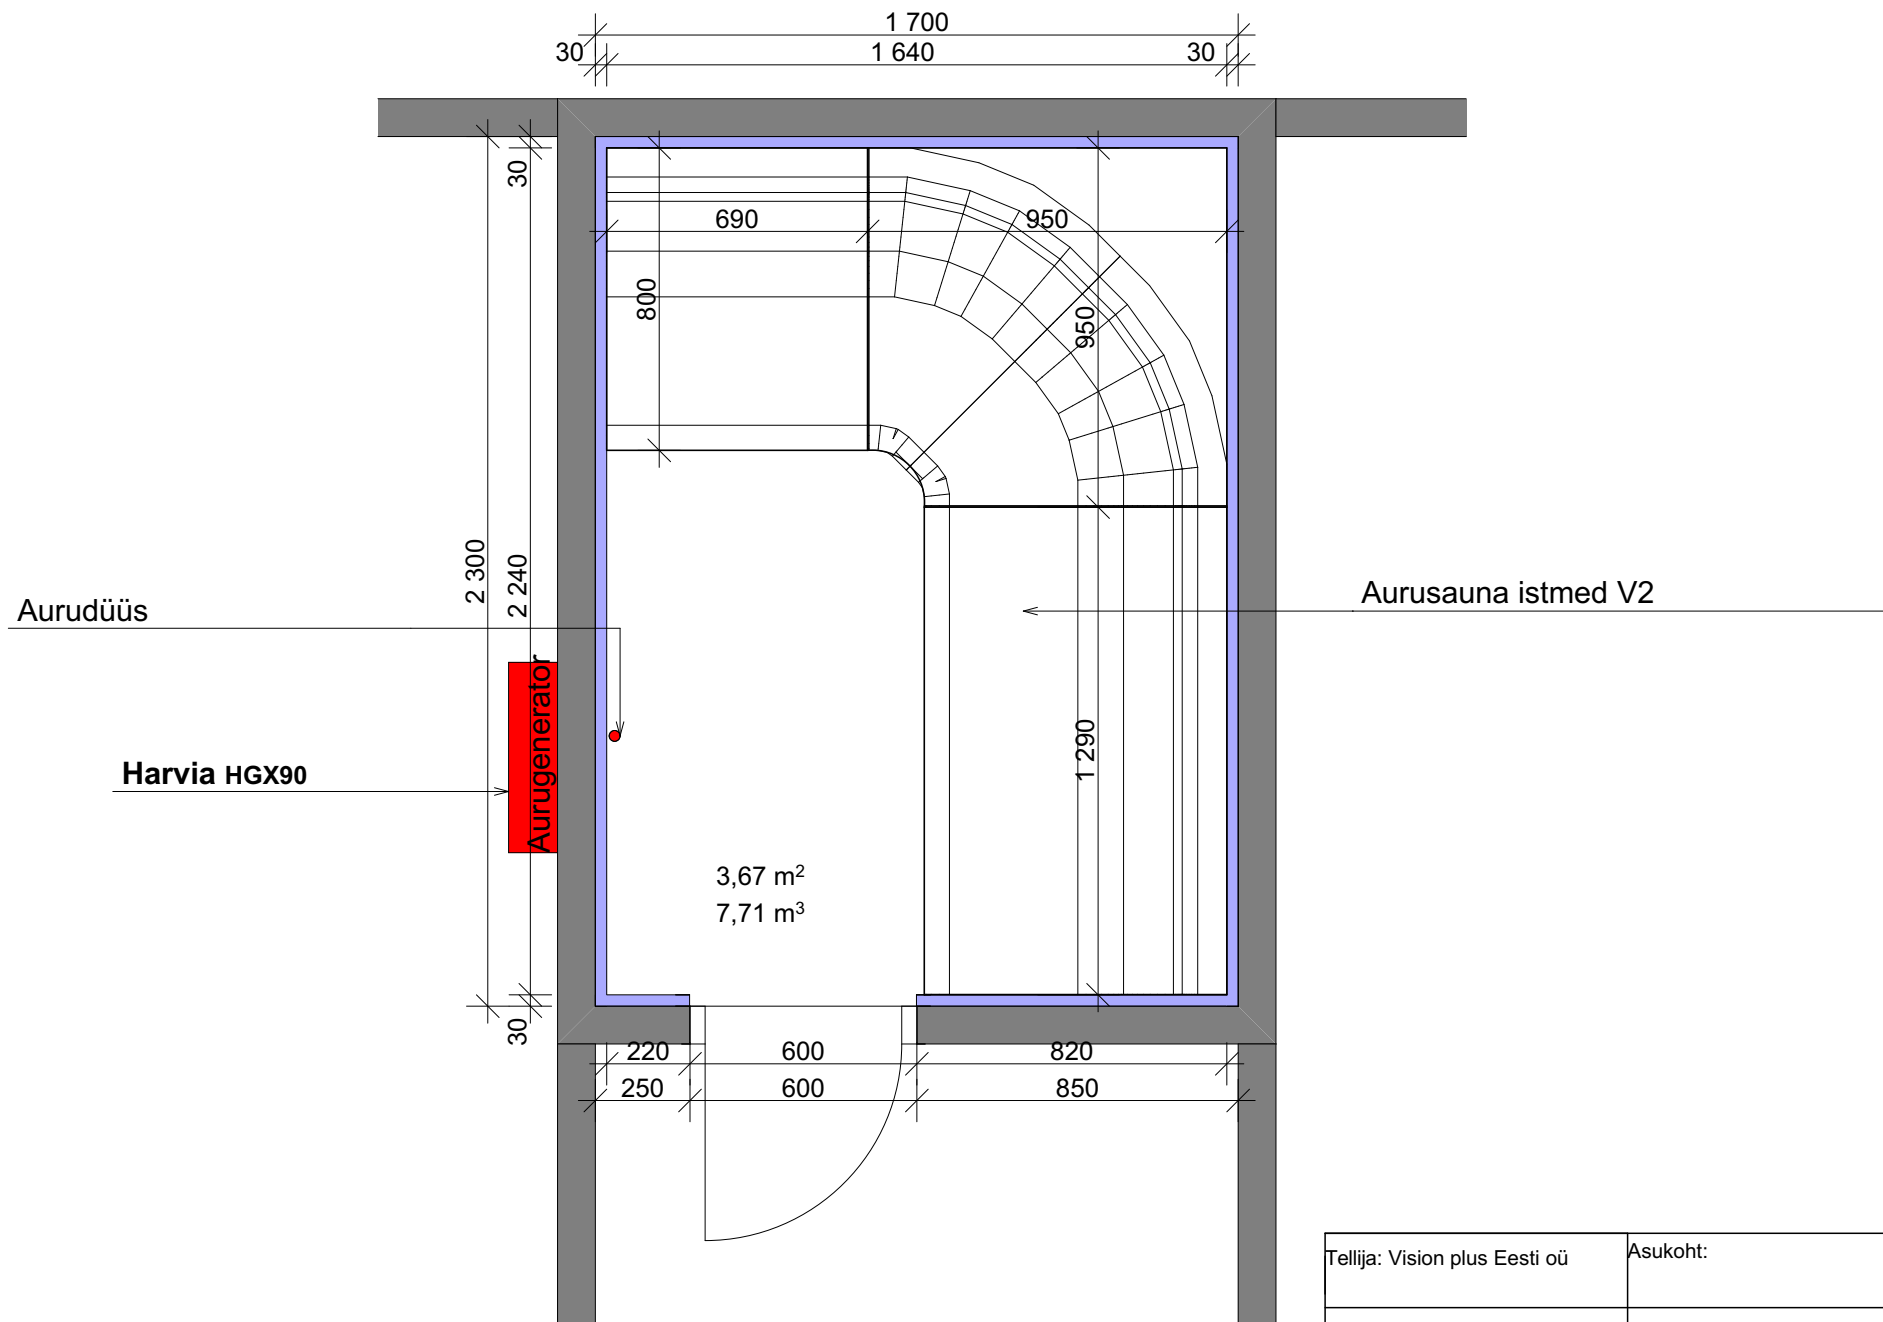 1 700
30 1 640 30
30
690 950
800
950
2 300
2 240
Aurudüüs
Aurusauna istmed V2
Aurugenerator
Harvia HGX90
1 290
3,67 m²
7,71 m³
30
220 600 820
250 600 850
Tellija: Vision plus Eesti oü
Asukoht: